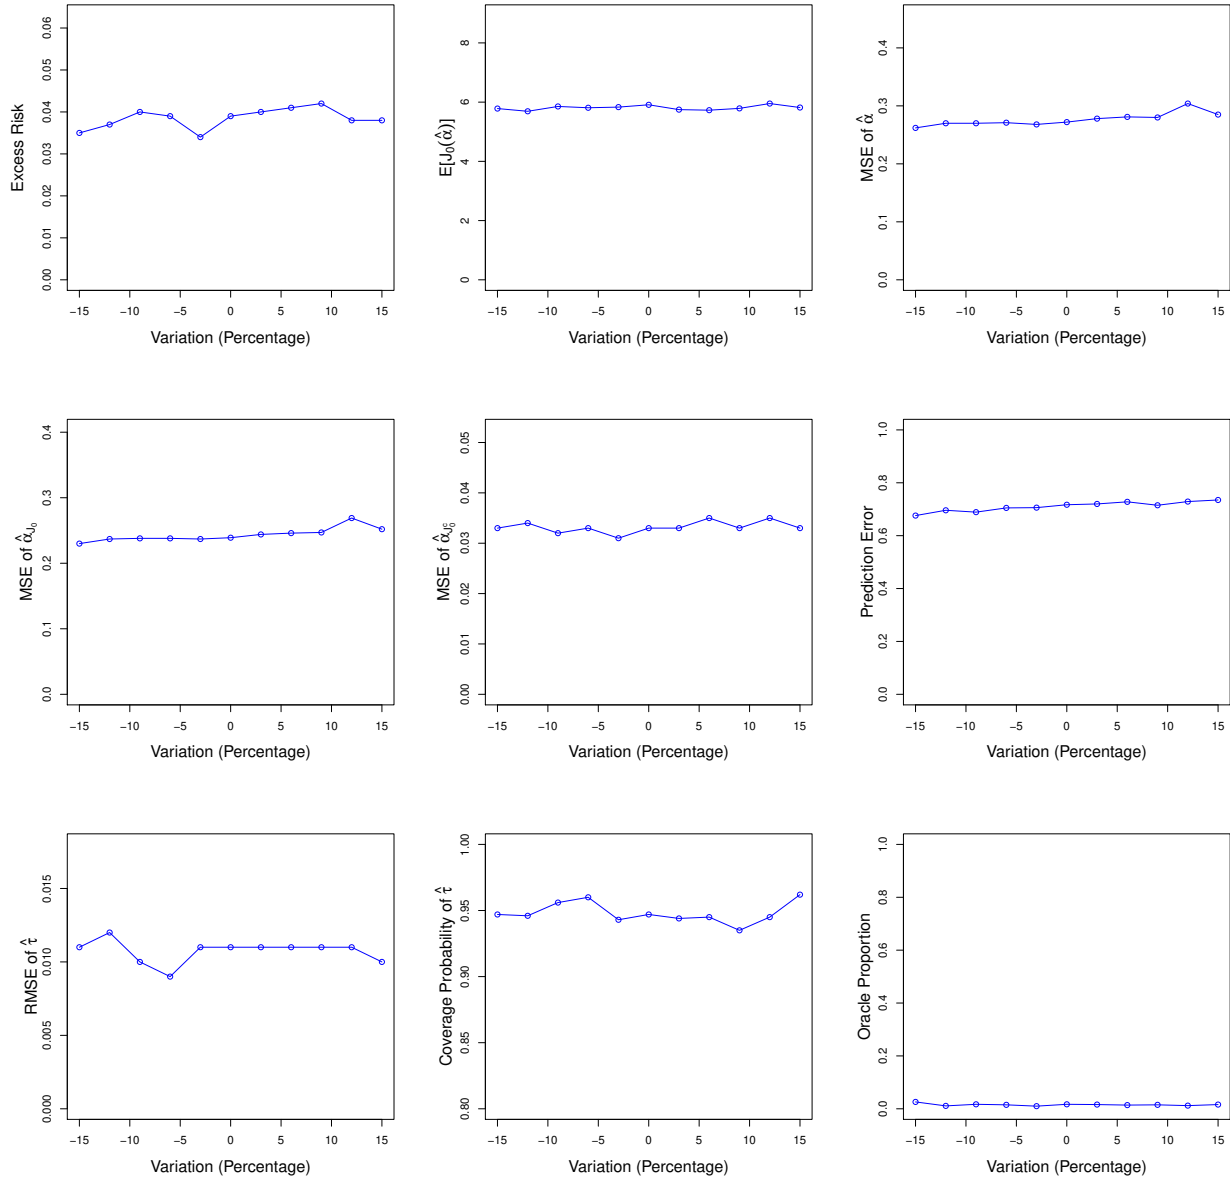 Excess Risk
0.00 0.01 0.02 0.03 0.04 0.05 0.06
−15 −10 −5 0 5 10 15
Variation (Percentage)
E[J₀(α̂)]
0 2 4 6 8
−15 −10 −5 0 5 10 15
Variation (Percentage)
MSE of α̂
0.0 0.1 0.2 0.3 0.4
−15 −10 −5 0 5 10 15
Variation (Percentage)
MSE of α̂_J₀
0.0 0.1 0.2 0.3 0.4
−15 −10 −5 0 5 10 15
Variation (Percentage)
MSE of α̂_J₀ᶜ
0.00 0.01 0.02 0.03 0.04 0.05
−15 −10 −5 0 5 10 15
Variation (Percentage)
Prediction Error
0.0 0.2 0.4 0.6 0.8 1.0
−15 −10 −5 0 5 10 15
Variation (Percentage)
RMSE of τ̂
0.000 0.005 0.010 0.015
−15 −10 −5 0 5 10 15
Variation (Percentage)
Coverage Probability of τ̂
0.80 0.85 0.90 0.95 1.00
−15 −10 −5 0 5 10 15
Variation (Percentage)
Oracle Proportion
0.0 0.2 0.4 0.6 0.8 1.0
−15 −10 −5 0 5 10 15
Variation (Percentage)